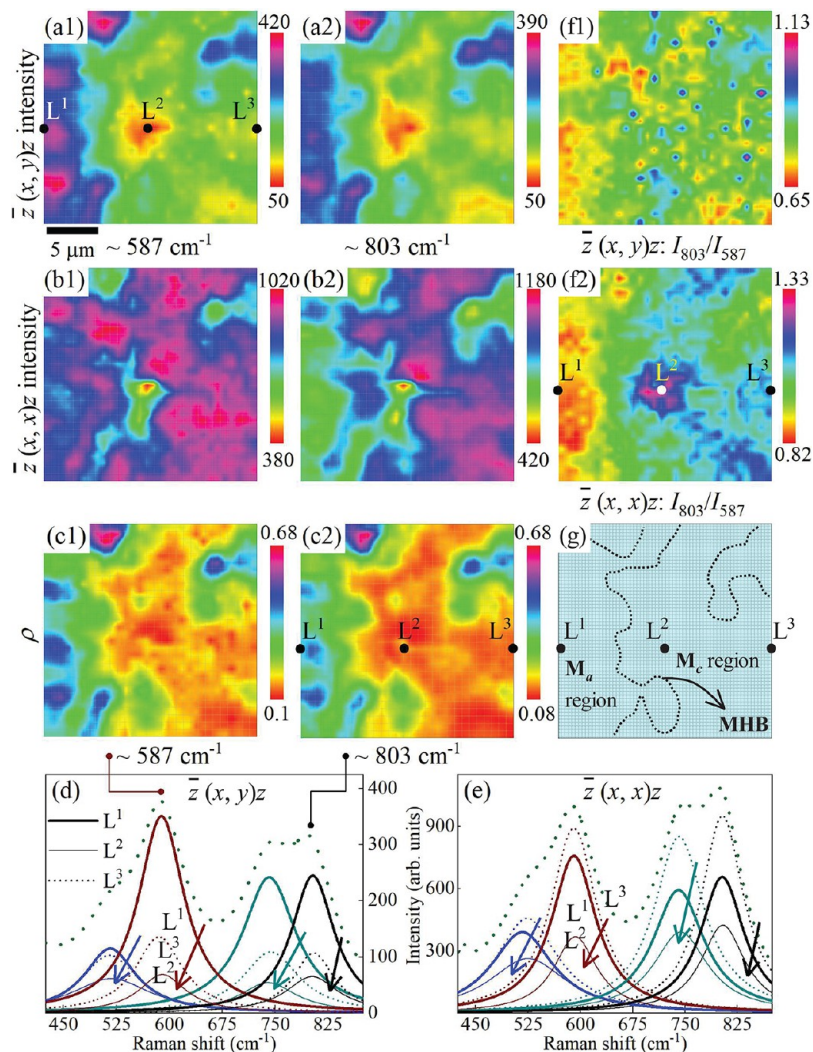 (a1)
420
(a2)
390
(f1)
1.13
z̄ (x, y)z intensity
L¹
L²
L³
50
50
0.65
5 μm
~ 587 cm⁻¹
~ 803 cm⁻¹
z̄ (x, y)z: I₈₀₃/I₅₈₇
(b1)
1020
(b2)
1180
(f2)
1.33
z̄ (x, x)z intensity
L¹
L²
L³
380
420
0.82
z̄ (x, x)z: I₈₀₃/I₅₈₇
(c1)
0.68
(c2)
0.68
(g)
ρ
L¹
L²
L³
L¹
L²
L³
Mₐ
region
M_c region
MHB
0.1
0.08
~ 587 cm⁻¹
~ 803 cm⁻¹
(d)
z̄ (x, y)z
400
(e)
z̄ (x, x)z
L¹
L²
L³
300
200
100
0
Intensity (arb. units)
900
600
300
L¹
L³
L²
L³
L¹
L²
450
525
600
675
750
825
450
525
600
675
750
825
Raman shift (cm⁻¹)
Raman shift (cm⁻¹)